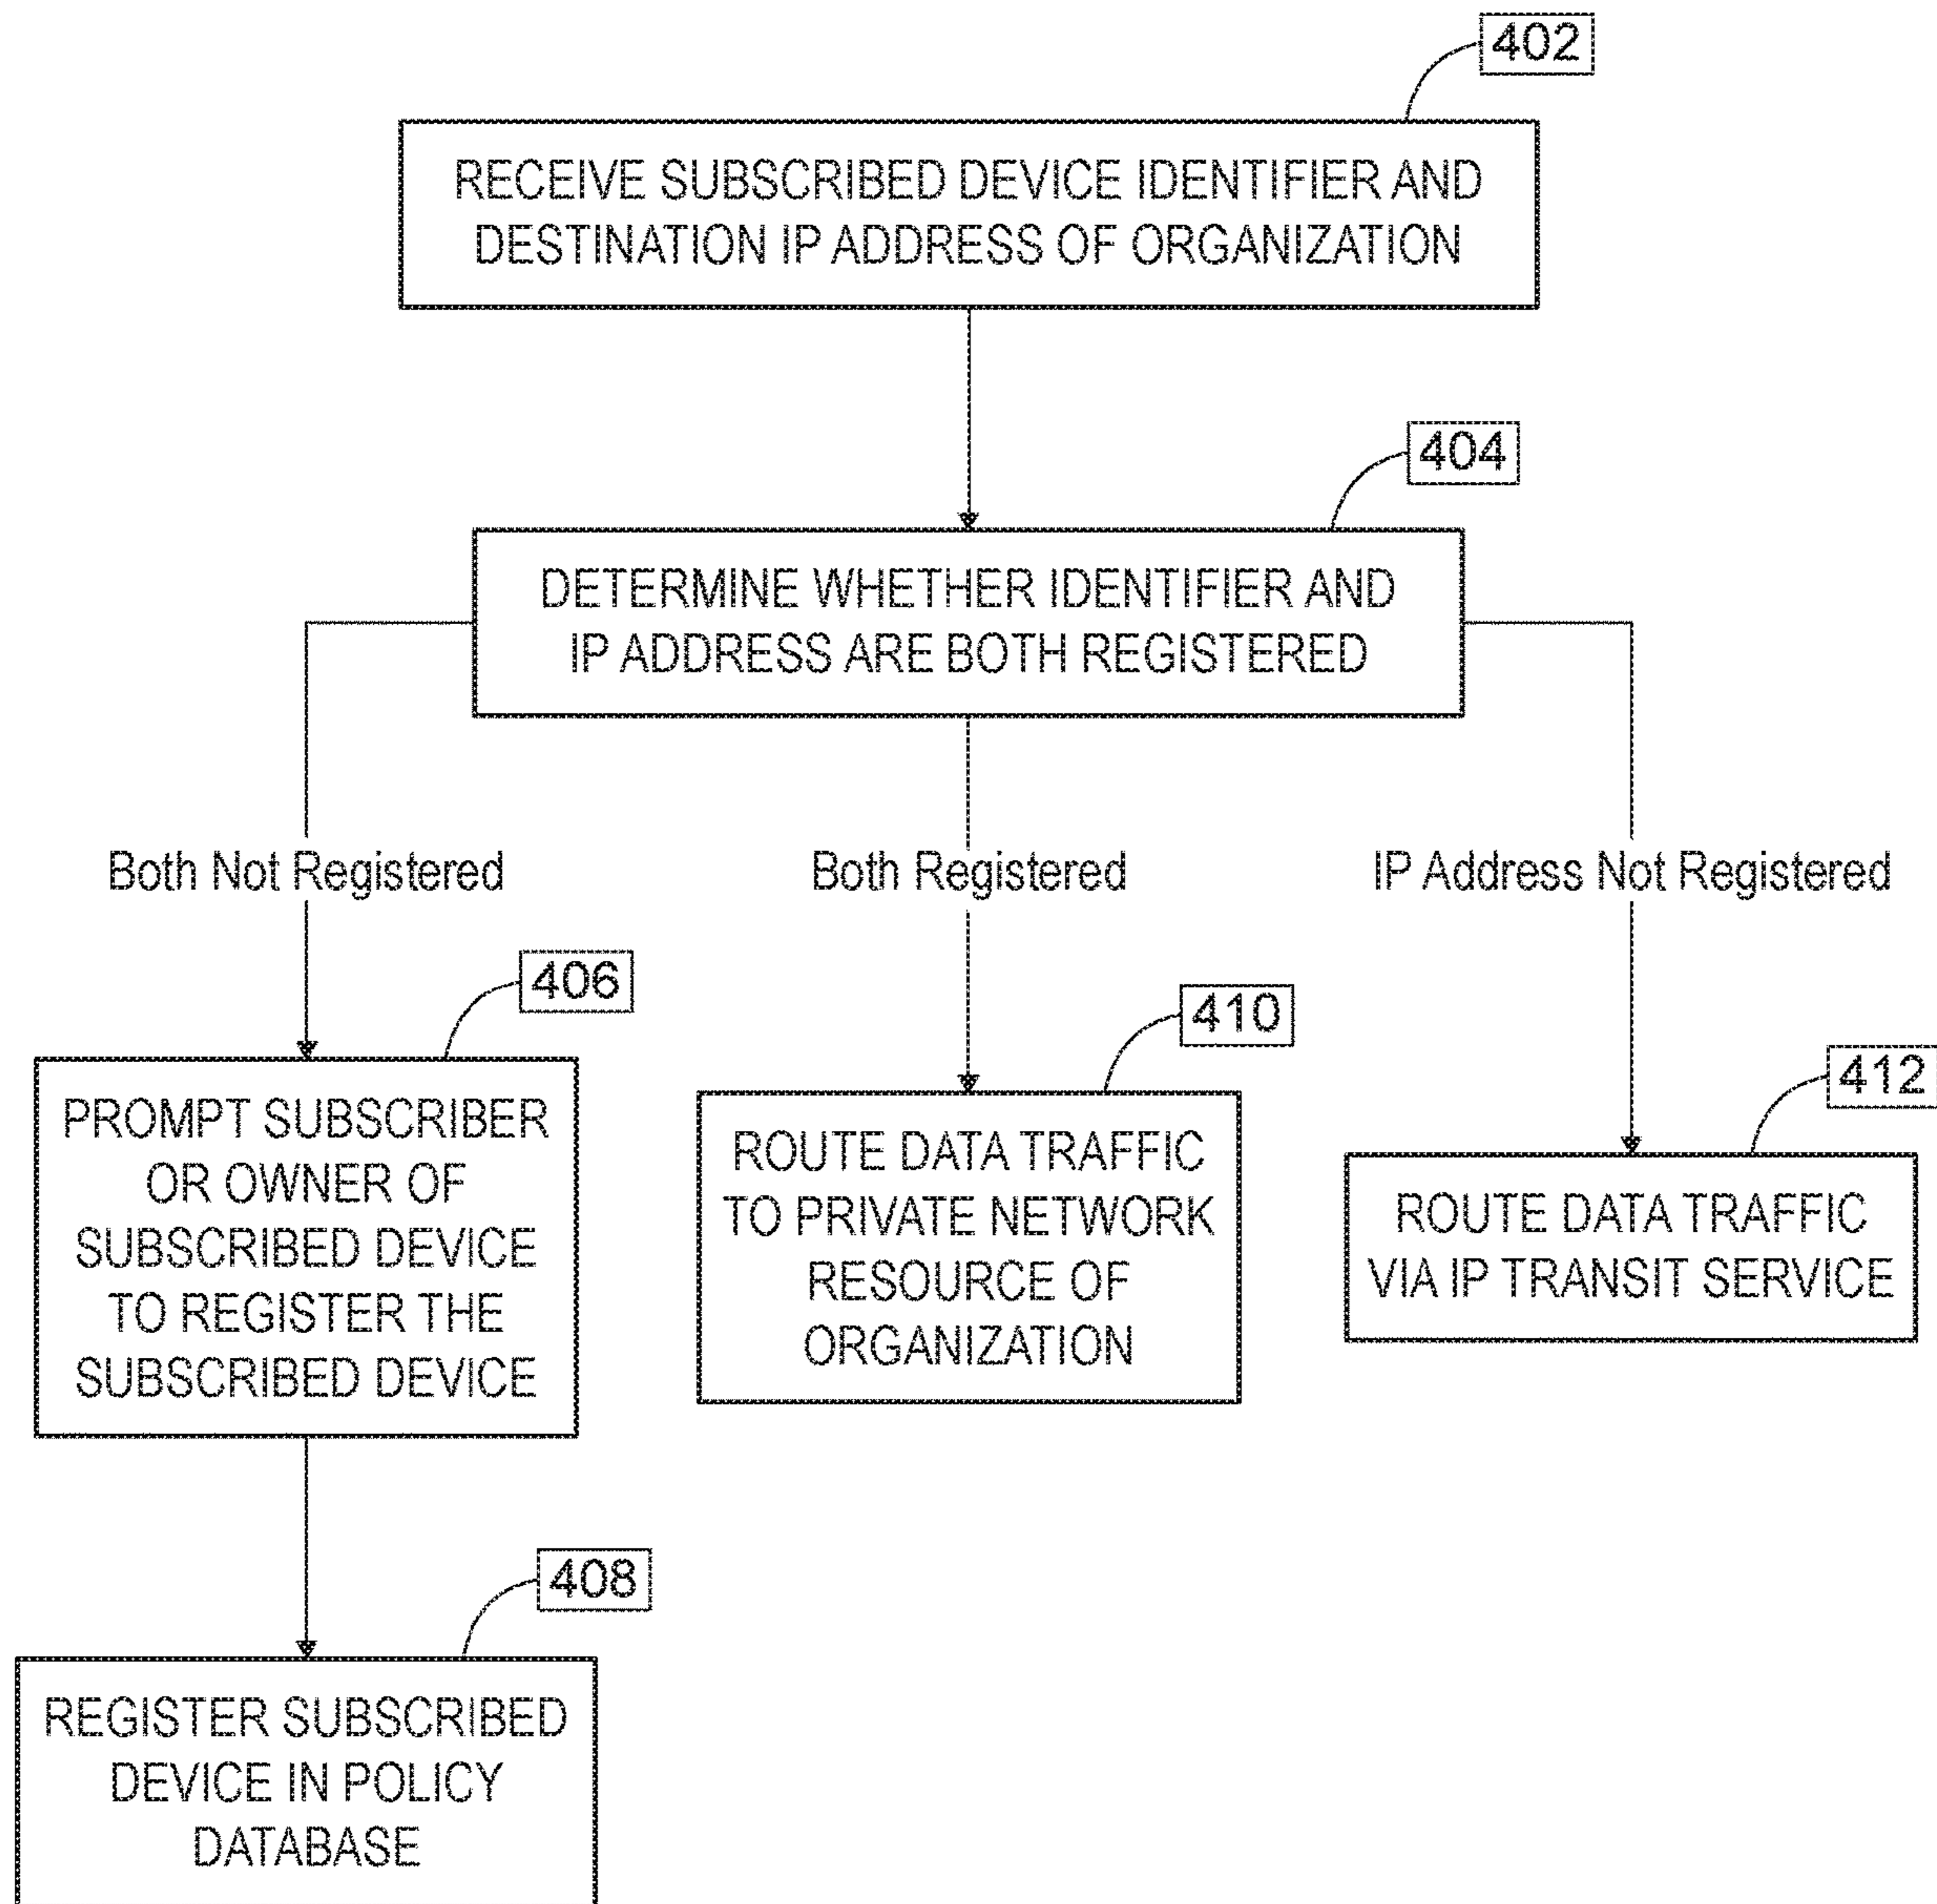 402
RECEIVE SUBSCRIBED DEVICE IDENTIFIER AND
DESTINATION IP ADDRESS OF ORGANIZATION
404
DETERMINE WHETHER IDENTIFIER AND
IP ADDRESS ARE BOTH REGISTERED
Both Not Registered
Both Registered
IP Address Not Registered
406
PROMPT SUBSCRIBER
OR OWNER OF
SUBSCRIBED DEVICE
TO REGISTER THE
SUBSCRIBED DEVICE
410
ROUTE DATA TRAFFIC
TO PRIVATE NETWORK
RESOURCE OF
ORGANIZATION
412
ROUTE DATA TRAFFIC
VIA IP TRANSIT SERVICE
408
REGISTER SUBSCRIBED
DEVICE IN POLICY
DATABASE